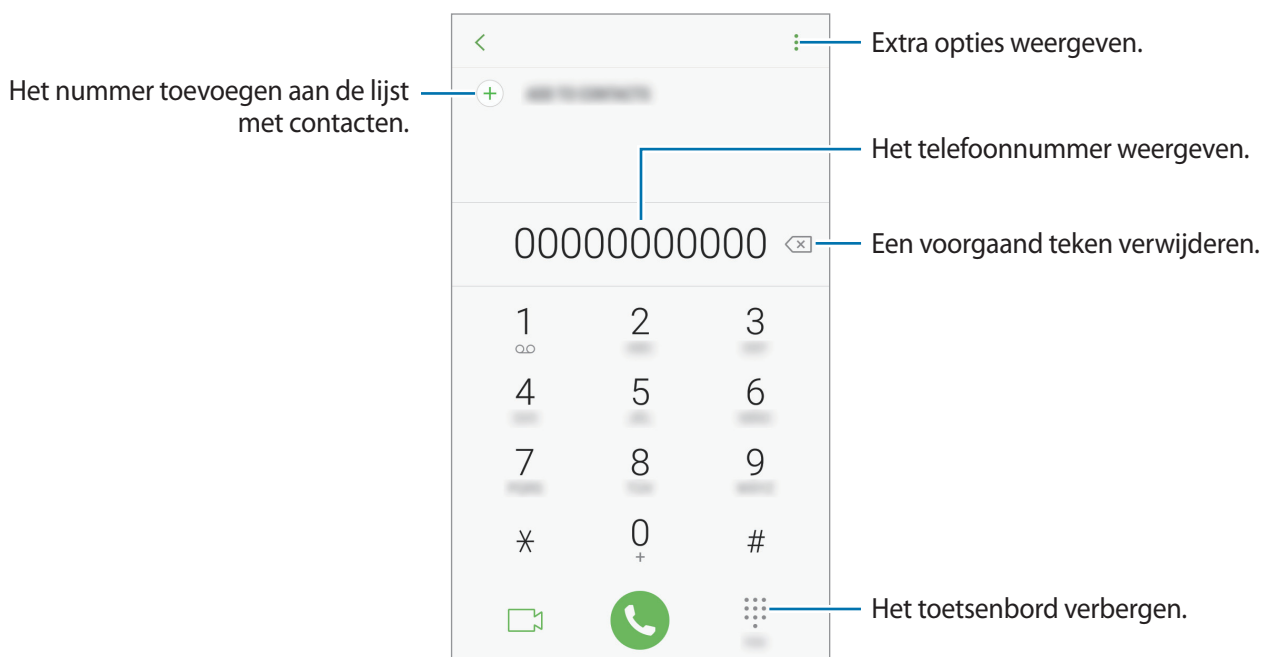 Extra opties weergeven.
Het nummer toevoegen aan de lijst
met contacten.
Het telefoonnummer weergeven.
00000000000
Een voorgaand teken verwijderen.
1 2 3
4 5 6
7 8 9
* 0 #
+
Het toetsenbord verbergen.